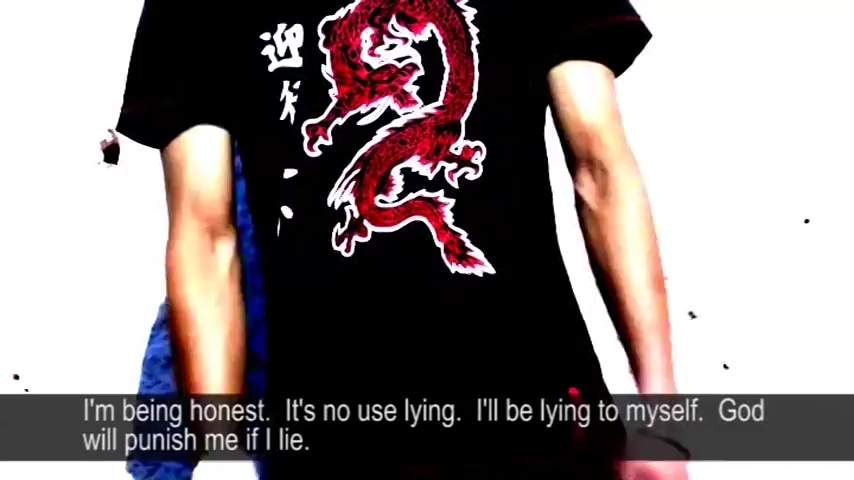 迎
I'm being honest.  It's no use lying.  I'll be lying to myself.  God
will punish me if I lie.